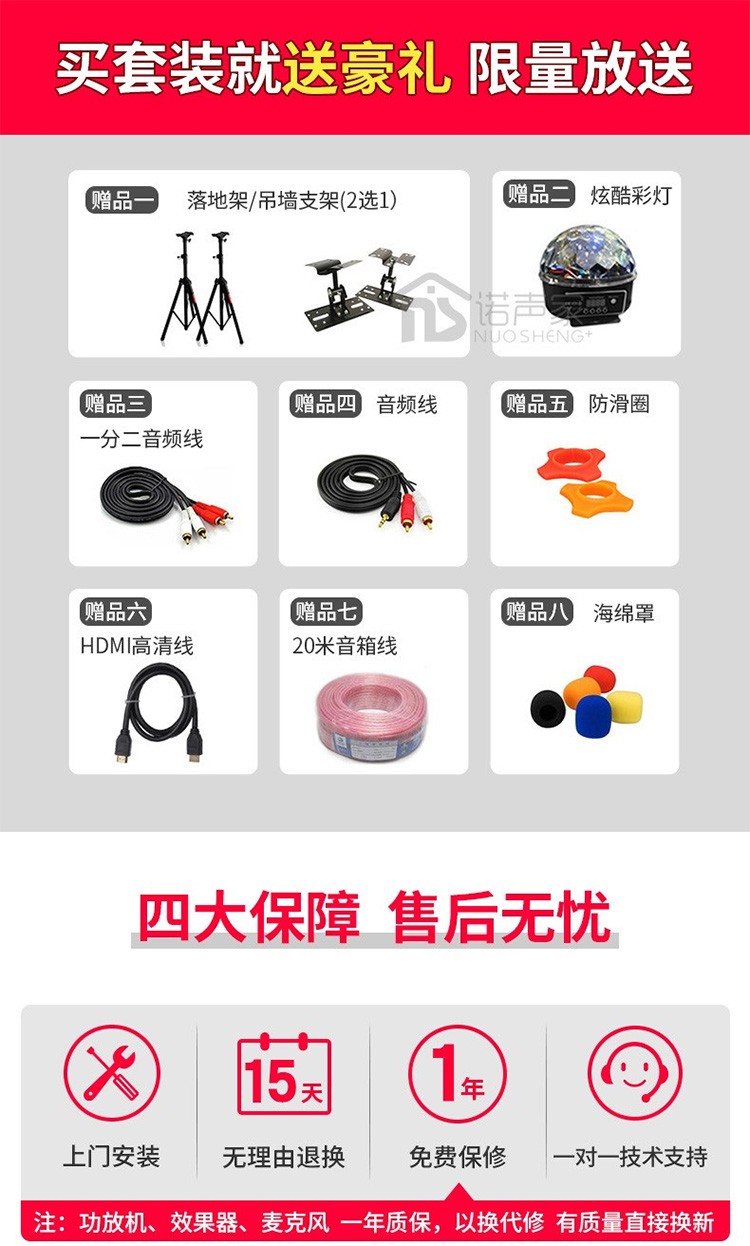 买套装就送豪礼 限量放送
赠品一 落地架/吊墙支架(2选1)
赠品二 炫酷彩灯
诺声家
NUOSHENG+
赠品三
一分二音频线
赠品四 音频线
赠品五 防滑圈
赠品六
HDMI高清线
赠品七
20米音箱线
赠品八 海绵罩
四大保障 售后无忧
15天
1年
上门安装
无理由退换
免费保修
一对一技术支持
注：功放机、效果器、麦克风 一年质保，以换代修 有质量直接换新